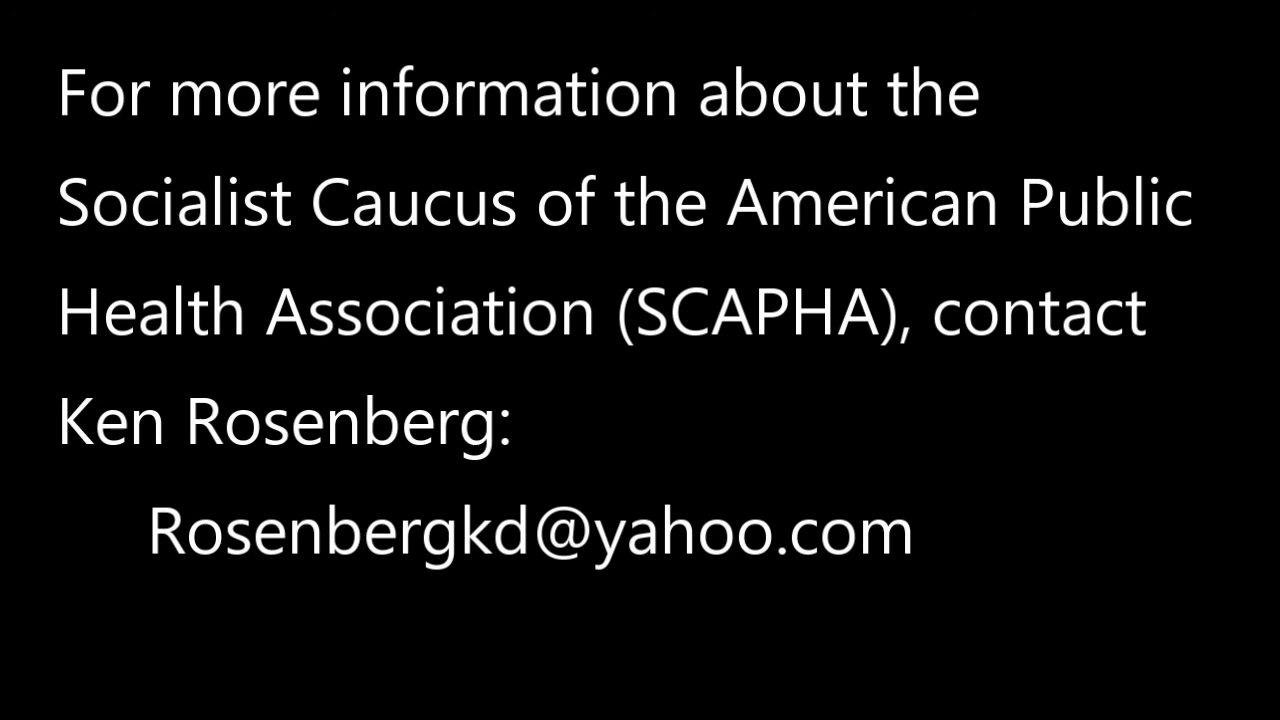 For more information about the
Socialist Caucus of the American Public
Health Association (SCAPHA), contact
Ken Rosenberg:
Rosenbergkd@yahoo.com